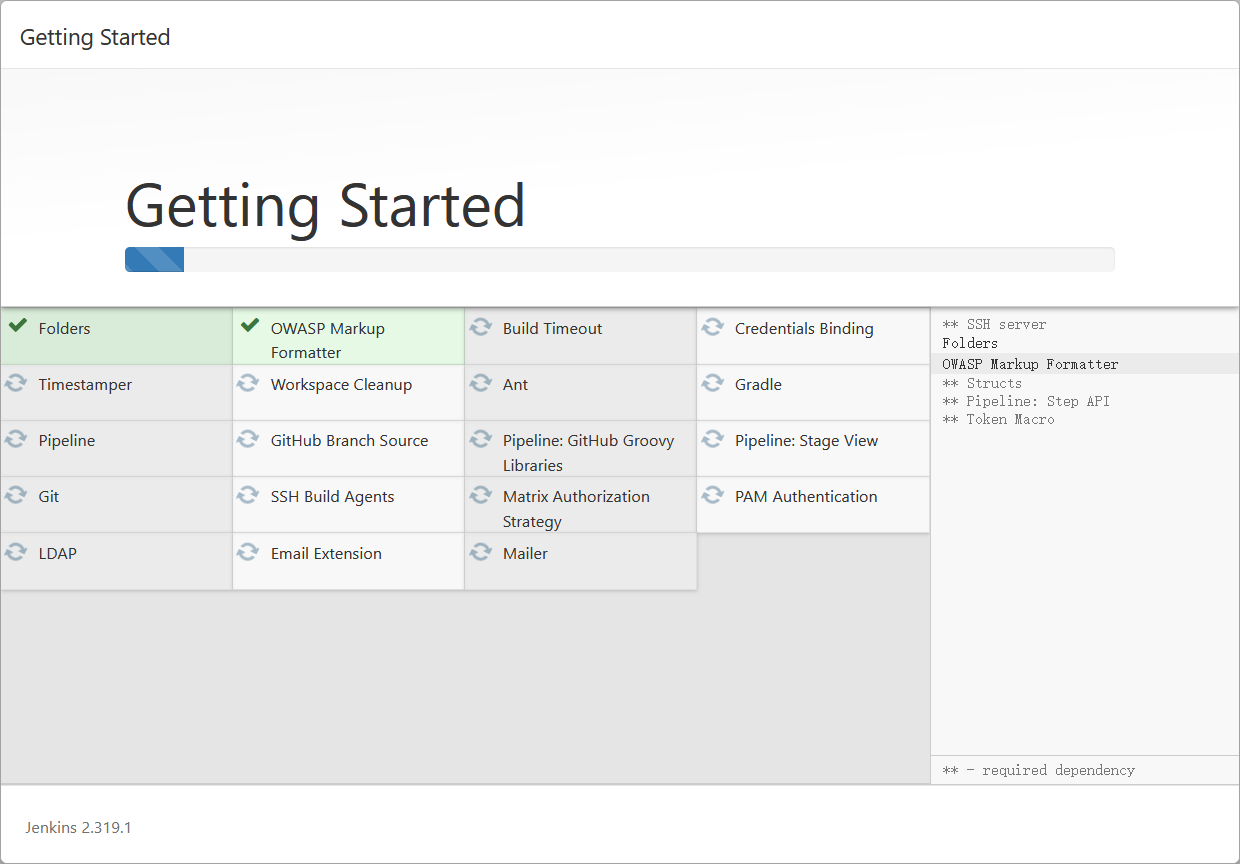 Getting Started
Getting Started
Folders
OWASP Markup
Formatter
Build Timeout
Credentials Binding
Timestamper
Workspace Cleanup
Ant
Gradle
Pipeline
GitHub Branch Source
Pipeline: GitHub Groovy
Libraries
Pipeline: Stage View
Git
SSH Build Agents
Matrix Authorization
Strategy
PAM Authentication
LDAP
Email Extension
Mailer
** SSH server
Folders
OWASP Markup Formatter
** Structs
** Pipeline: Step API
** Token Macro
** - required dependency
Jenkins 2.319.1